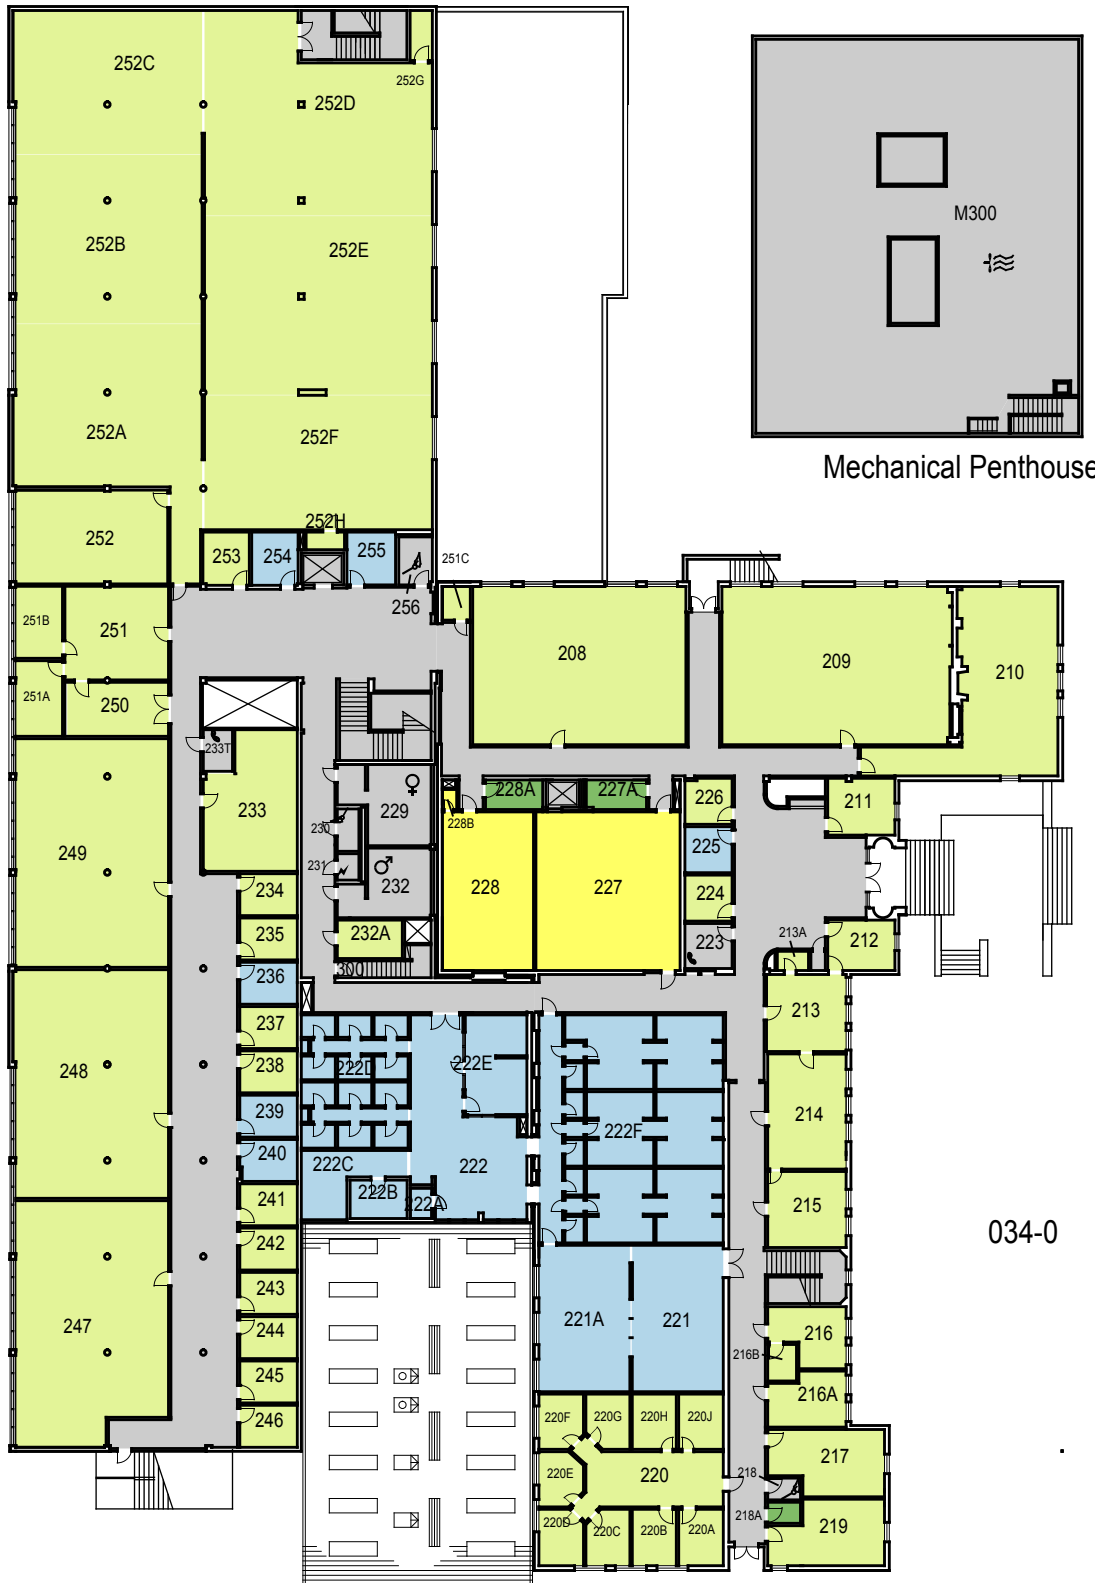 252C
252G
252D
M300
252B
252E
252A
252F
Mechanical Penthouse
252
252H
253
254
255
251C
256
251B
251
208
209
210
251A
250
233T
228A
227A
226
211
233
229
228B
230
249
225
231
232
228
227
234
224
232A
235
213A
223
212
300
236
237
213
238
248
222D
222E
214
239
222F
240
222C
222
215
222B
222A
241
034-0
242
243
221A
221
216
244
247
216B
245
216A
246
220F
220G
220H
220J
217
220E
220
218
218A
219
220D
220C
220B
220A